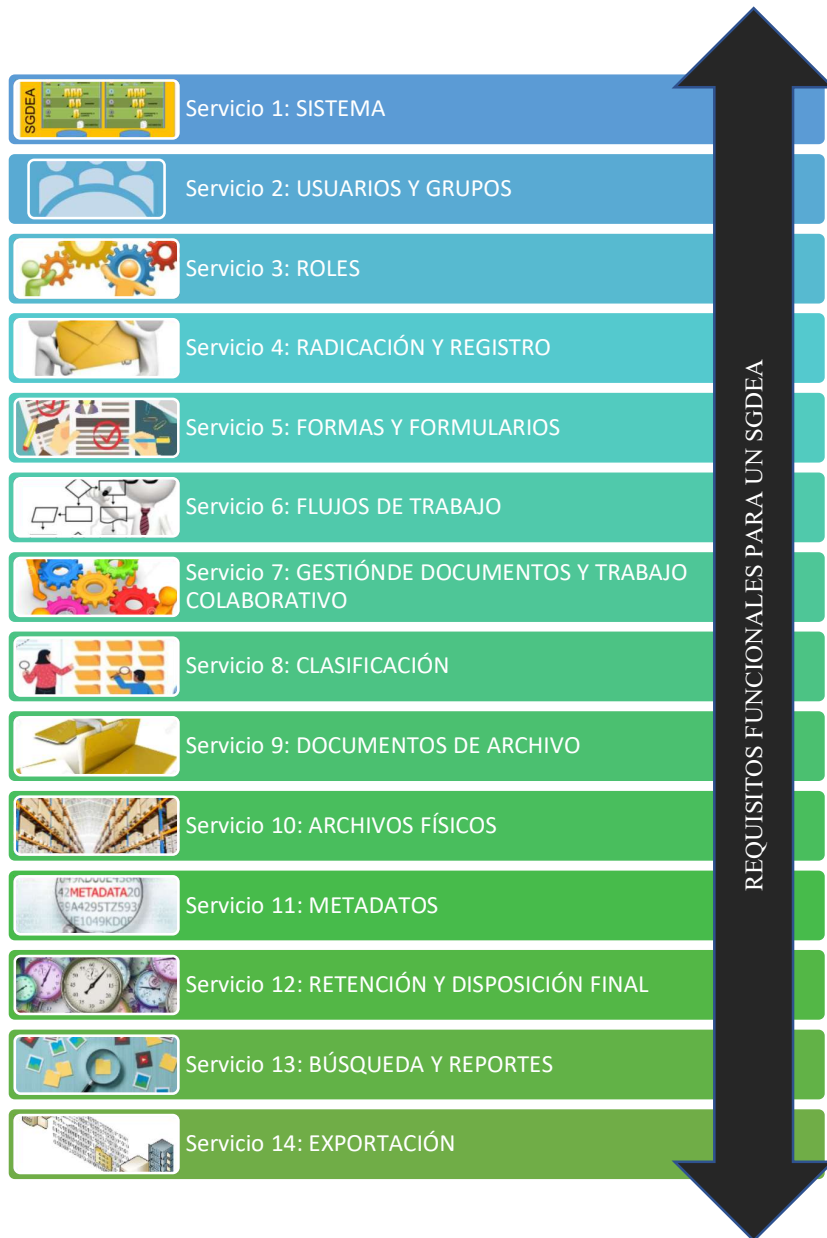 SGDEA
Servicio 1: SISTEMA
Servicio 2: USUARIOS Y GRUPOS
Servicio 3: ROLES
Servicio 4: RADICACIÓN Y REGISTRO
Servicio 5: FORMAS Y FORMULARIOS
Servicio 6: FLUJOS DE TRABAJO
Servicio 7: GESTIÓNDE DOCUMENTOS Y TRABAJO
COLABORATIVO
Servicio 8: CLASIFICACIÓN
Servicio 9: DOCUMENTOS DE ARCHIVO
Servicio 10: ARCHIVOS FÍSICOS
42METADATA20
Servicio 11: METADATOS
Servicio 12: RETENCIÓN Y DISPOSICIÓN FINAL
Servicio 13: BÚSQUEDA Y REPORTES
Servicio 14: EXPORTACIÓN
REQUISITOS FUNCIONALES PARA UN SGDEA